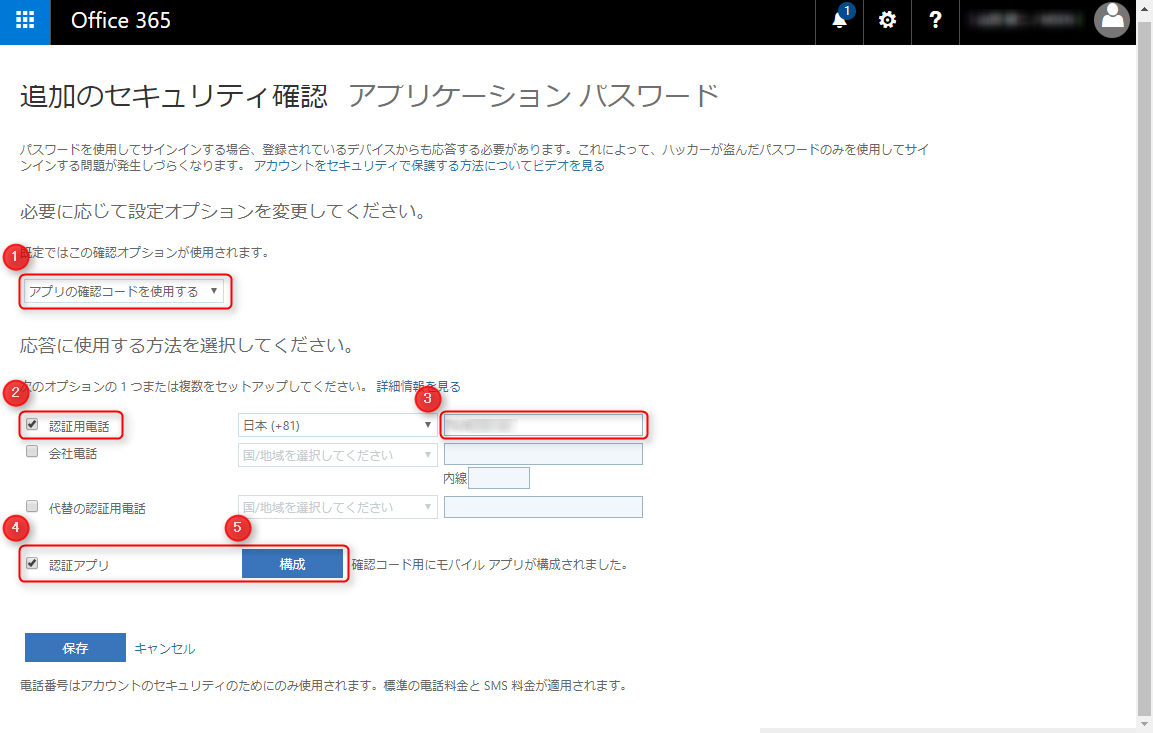 Office 365
1
?
追加のセキュリティ確認 アプリケーション パスワード
パスワードを使用してサインインする場合、登録されているデバイスからも応答する必要があります。これによって、ハッカーが盗んだパスワードのみを使用してサイ
ンインする問題が発生しづらくなります。 アカウントをセキュリティで保護する方法についてビデオを見る
必要に応じて設定オプションを変更してください。
1
既定ではこの確認オプションが使用されます。
アプリの確認コードを使用する
応答に使用する方法を選択してください。
2
次のオプションの 1 つまたは複数をセットアップしてください。 詳細情報を見る
3
認証用電話 日本 (+81)
会社電話 国/地域を選択してください
内線
代替の認証用電話 国/地域を選択してください
4 5
認証アプリ 構成 確認コード用にモバイル アプリが構成されました。
保存 キャンセル
電話番号はアカウントのセキュリティのためにのみ使用されます。標準の電話料金と SMS 料金が適用されます。